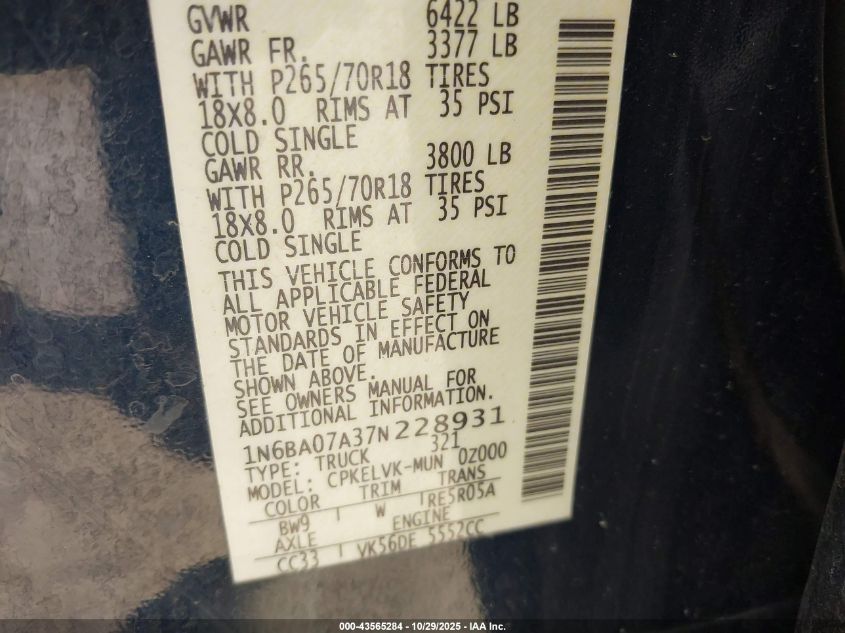 GVWR 6422 LB
GAWR FR. 3377 LB
WITH P265/70R18 TIRES
18X8.0 RIMS AT 35 PSI
COLD SINGLE
GAWR RR. 3800 LB
WITH P265/70R18 TIRES
18X8.0 RIMS AT 35 PSI
COLD SINGLE
THIS VEHICLE CONFORMS TO
ALL APPLICABLE FEDERAL
MOTOR VEHICLE SAFETY
STANDARDS IN EFFECT ON
THE DATE OF MANUFACTURE
SHOWN ABOVE.
SEE OWNERS MANUAL FOR
ADDITIONAL INFORMATION.
1N6BA07A37N228931
TYPE: TRUCK 321
MODEL: CPKELVK-MUN 0Z000
COLOR TRIM TRANS
BW9 W RE5R05A
AXLE ENGINE
CC33 VK56DE 5552CC
000-43565284 | 10/29/2025 | IAA Inc.